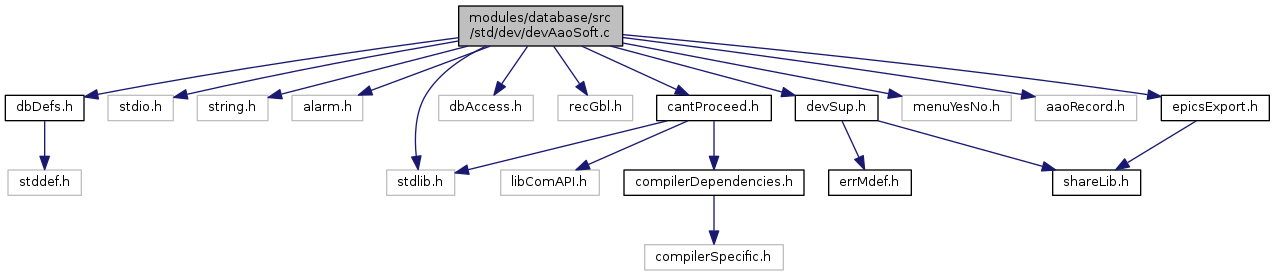 modules/database/src
/std/dev/devAaoSoft.c
dbDefs.h
stdio.h
string.h
alarm.h
dbAccess.h
recGbl.h
cantProceed.h
devSup.h
menuYesNo.h
aaoRecord.h
epicsExport.h
stddef.h
stdlib.h
libComAPI.h
compilerDependencies.h
errMdef.h
shareLib.h
compilerSpecific.h